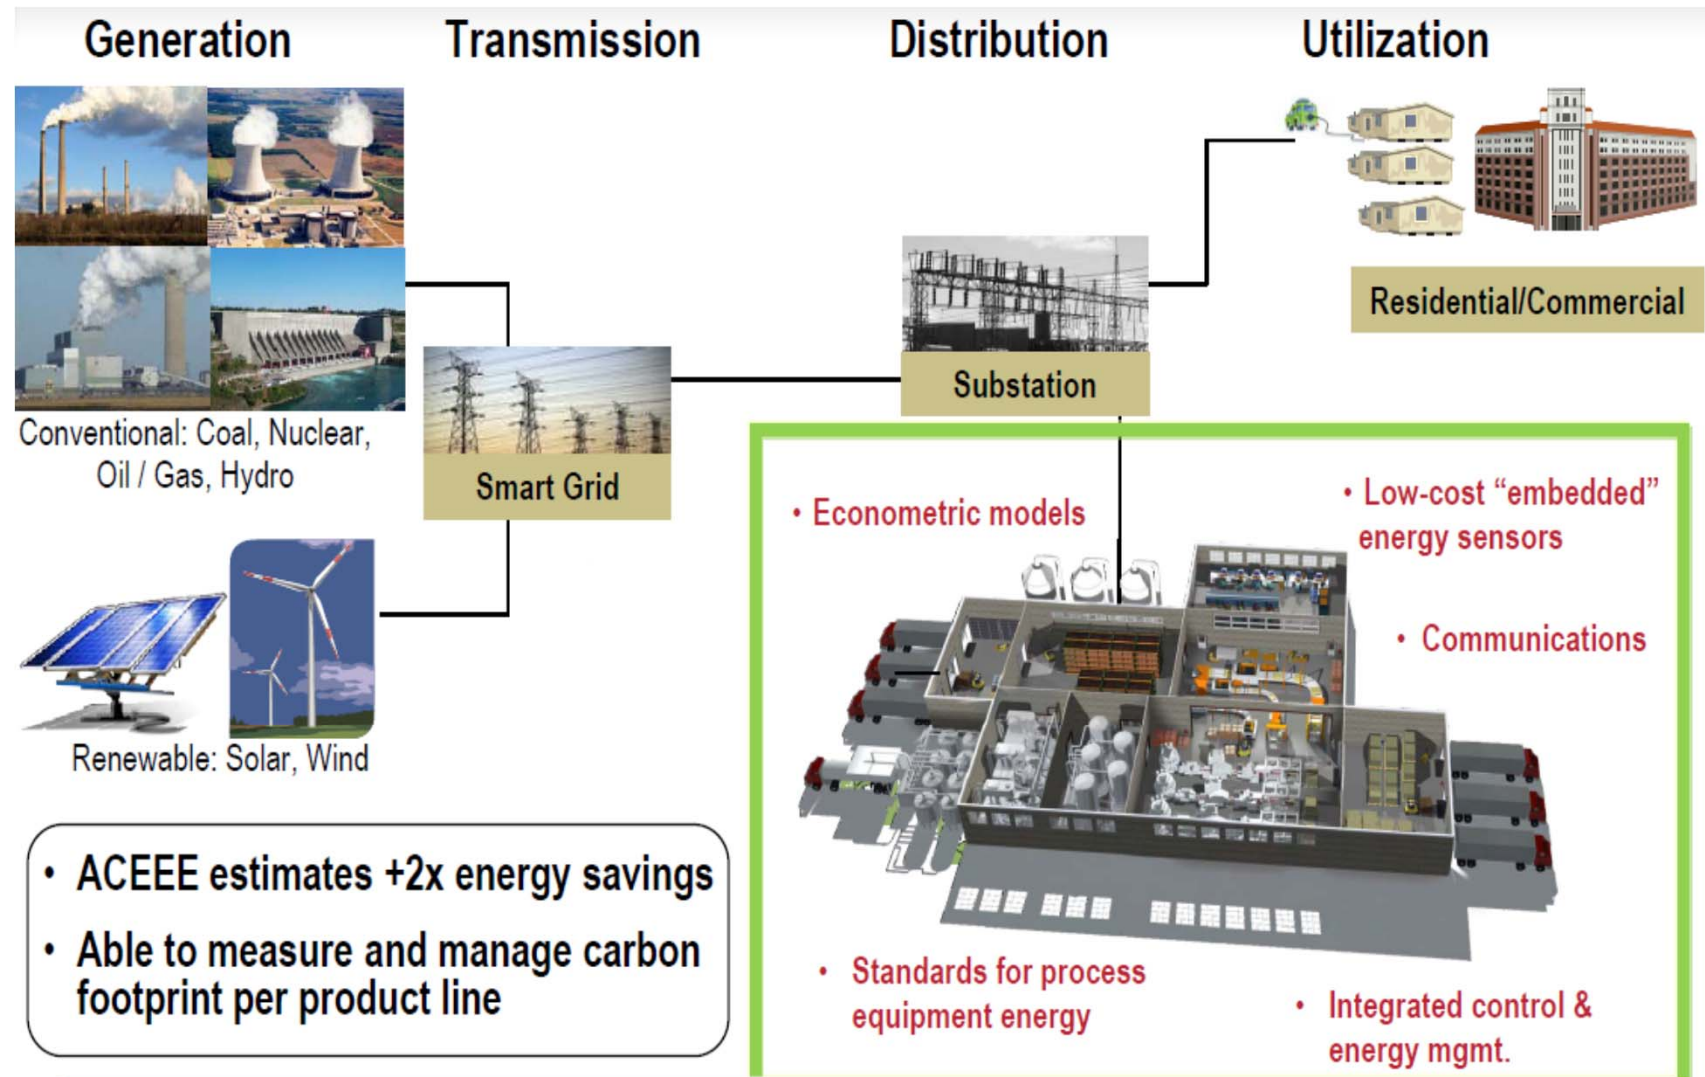 Generation
Transmission
Distribution
Utilization
Conventional: Coal, Nuclear,
Oil / Gas, Hydro
Smart Grid
Substation
Residential/Commercial
Renewable: Solar, Wind
• ACEEE estimates +2x energy savings
• Able to measure and manage carbon
footprint per product line
• Econometric models
• Low-cost “embedded”
energy sensors
• Communications
• Standards for process
equipment energy
• Integrated control &
energy mgmt.